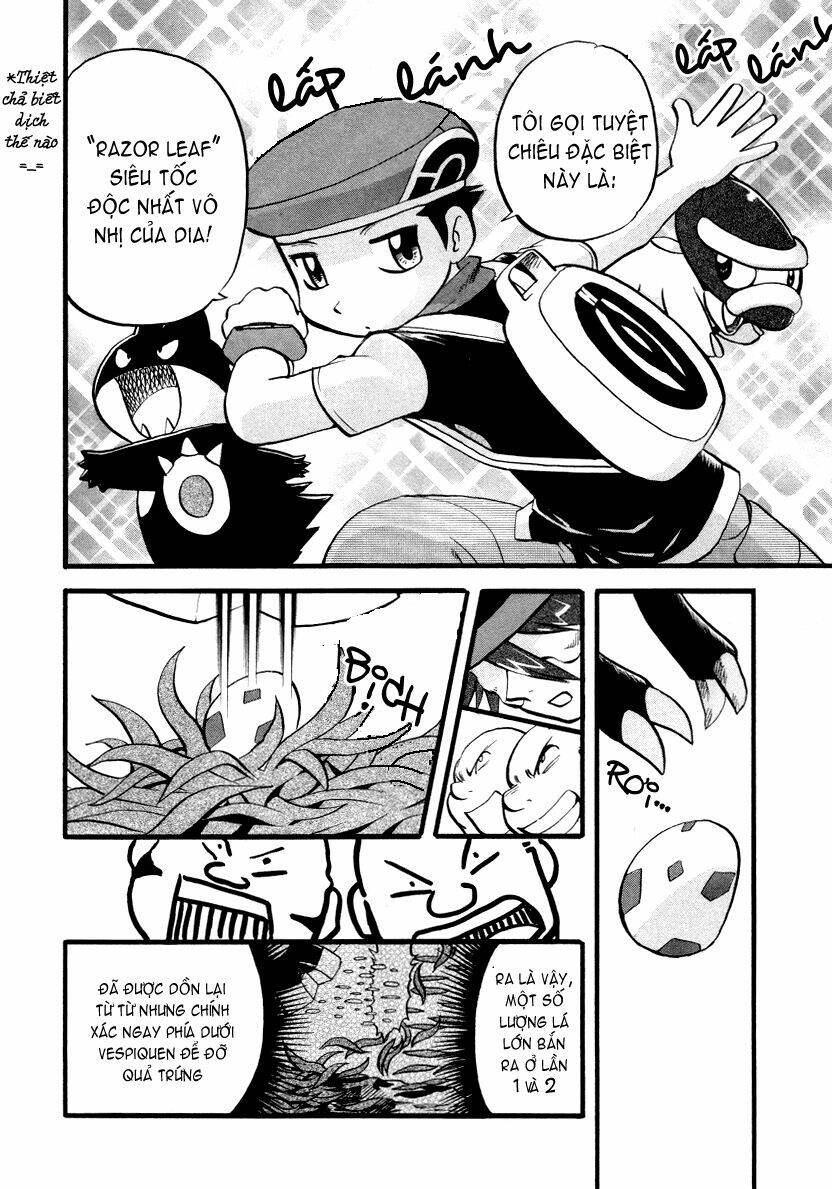 lấp lánh
TÔI GỌI TUYỆT
CHIÊU ĐẶC BIỆT
NÀY LÀ:
lấp lánh
"RAZOR LEAF"
SIÊU TỐC
ĐỘC NHẤT VÔ
NHỊ CỦA DIA!
*Thiệt
chả biết
dịch
thế nào
=_=
RƠI...
BỊCH
RA LÀ VẬY,
MỘT SỐ
LƯỢNG LÁ
LỚN BẮN
RA Ở LẦN
1 VÀ 2
ĐÃ ĐƯỢC DỒN LẠI
TỪ TỪ NHƯNG CHÍNH
XÁC NGAY PHÍA DƯỚI
VESPIQUEN ĐỂ ĐỠ
QUẢ TRỨNG